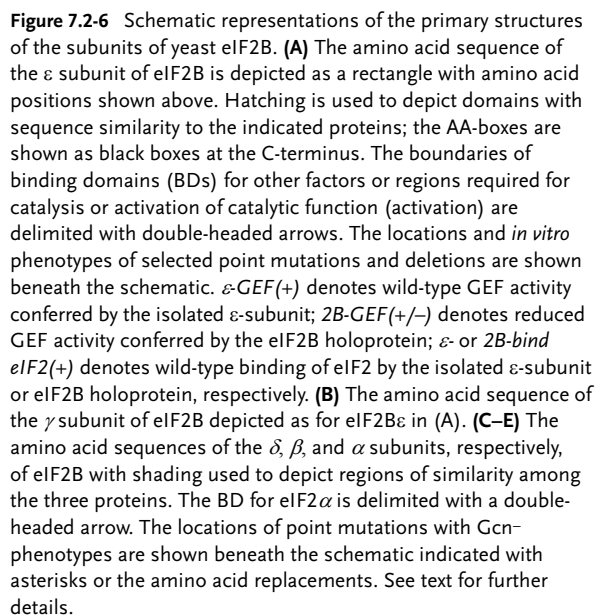 Figure 7.2-6 Schematic representations of the primary structures
of the subunits of yeast eIF2B. (A) The amino acid sequence of
the ε subunit of eIF2B is depicted as a rectangle with amino acid
positions shown above. Hatching is used to depict domains with
sequence similarity to the indicated proteins; the AA-boxes are
shown as black boxes at the C-terminus. The boundaries of
binding domains (BDs) for other factors or regions required for
catalysis or activation of catalytic function (activation) are
delimited with double-headed arrows. The locations and in vitro
phenotypes of selected point mutations and deletions are shown
beneath the schematic. ε-GEF(+) denotes wild-type GEF activity
conferred by the isolated ε-subunit; 2B-GEF(+/–) denotes reduced
GEF activity conferred by the eIF2B holoprotein; ε- or 2B-bind
eIF2(+) denotes wild-type binding of eIF2 by the isolated ε-subunit
or eIF2B holoprotein, respectively. (B) The amino acid sequence of
the γ subunit of eIF2B depicted as for eIF2Bε in (A). (C–E) The
amino acid sequences of the δ, β, and α subunits, respectively,
of eIF2B with shading used to depict regions of similarity among
the three proteins. The BD for eIF2α is delimited with a double-
headed arrow. The locations of point mutations with Gcn⁻
phenotypes are shown beneath the schematic indicated with
asterisks or the amino acid replacements. See text for further
details.